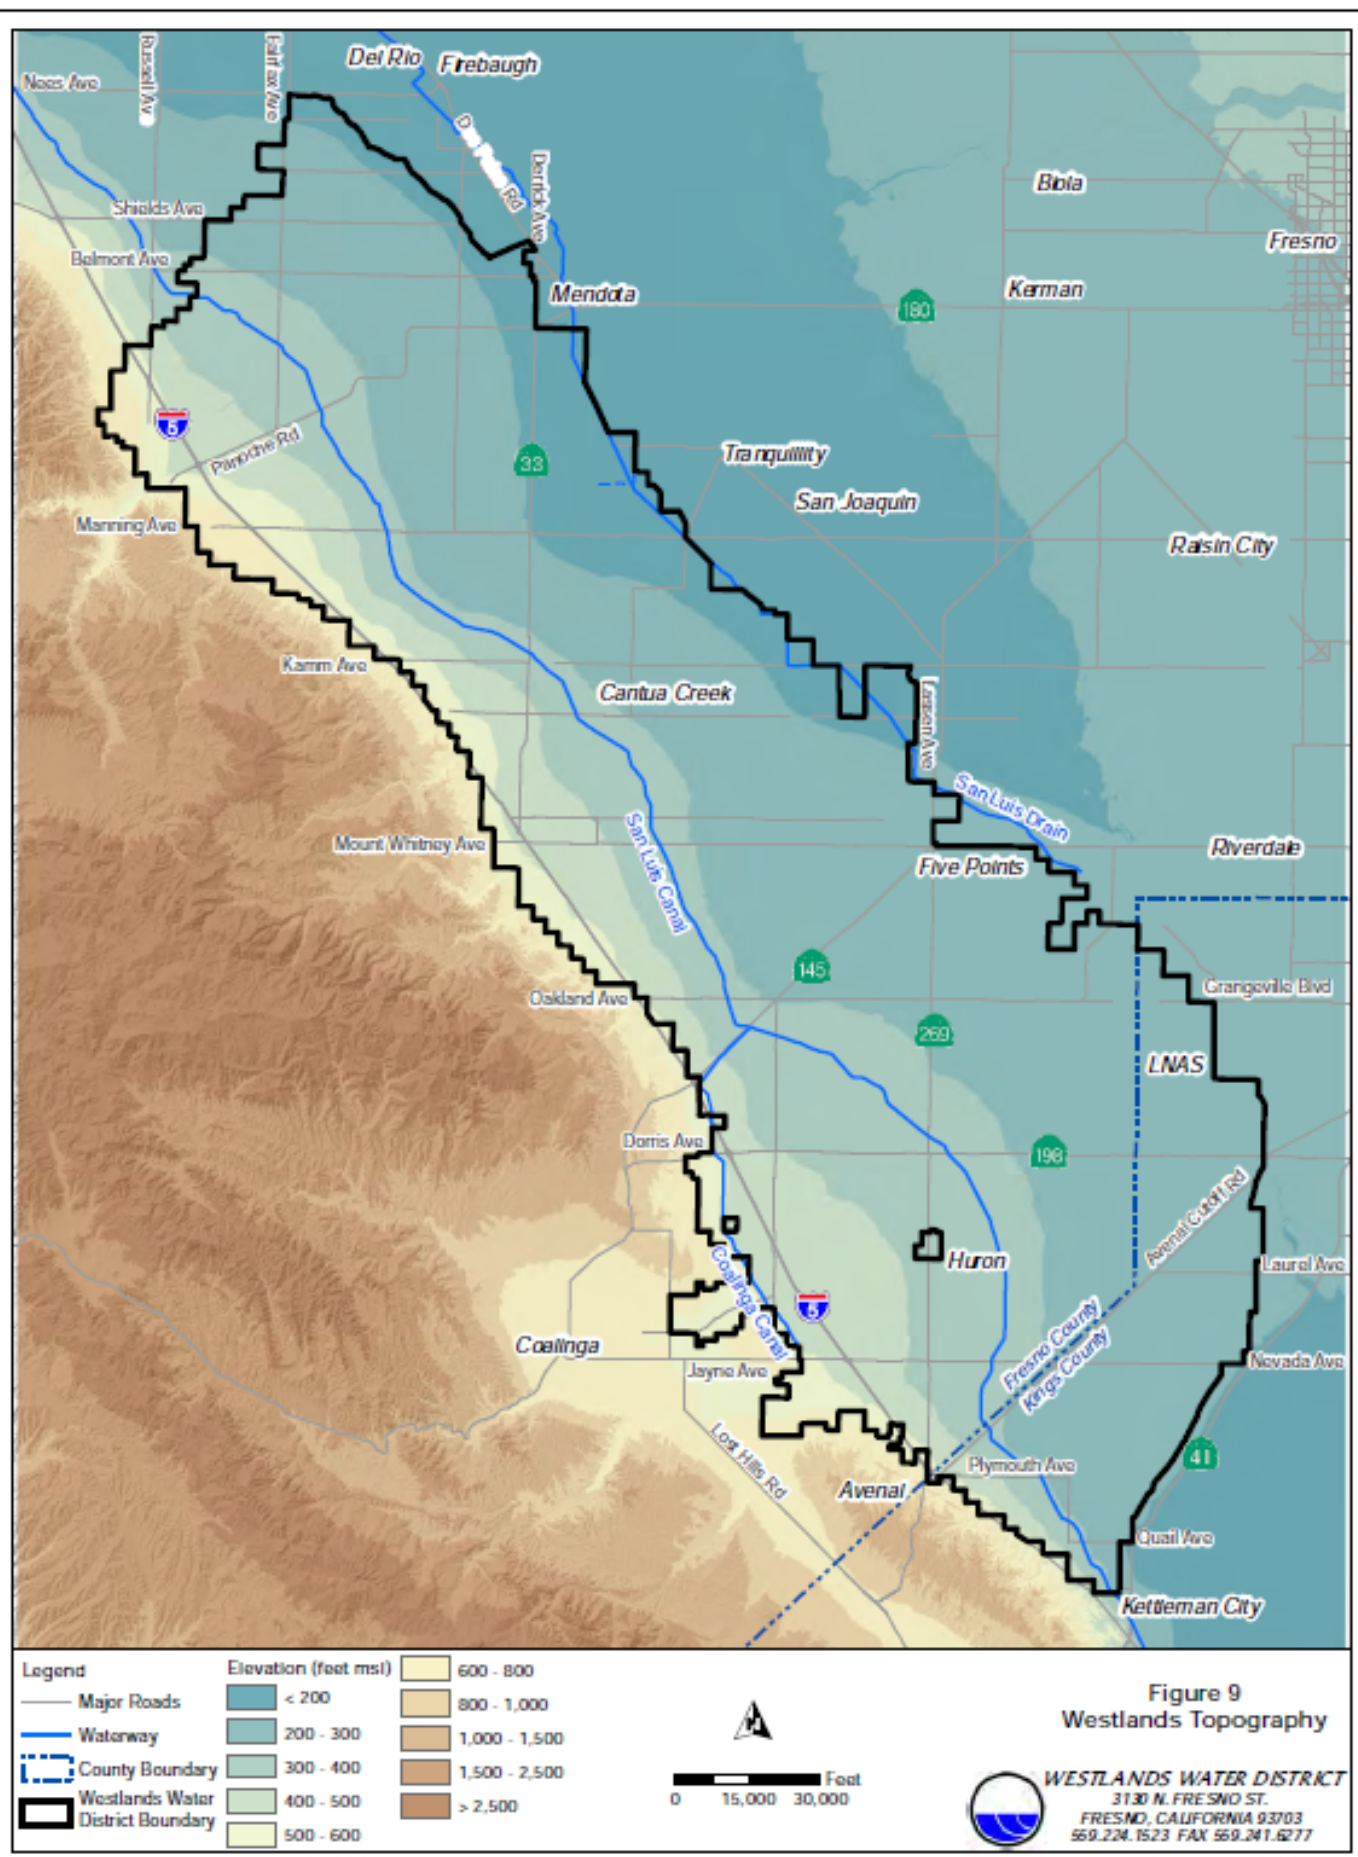 Nees Ave
Russell Av
Fairfax Ave
Del Rio
Firebaugh
Rd
Derrick Ave
Biola
Fresno
Shields Ave
Belmont Ave
Mendota
Kerman
180
5
Panoche Rd
33
Tranquillity
San Joaquin
Manning Ave
Raisin City
Kamm Ave
Cantua Creek
Lassen Ave
San Luis Drain
Mount Whitney Ave
San Luis Canal
Five Points
Riverdale
145
Oakland Ave
Grangeville Blvd
269
LNAS
Dorris Ave
198
Avenal Cutoff Rd
Huron
Laurel Ave
Coalinga Canal
5
Coalinga
Fresno County
Kings County
Jayne Ave
Nevada Ave
Lost Hills Rd
41
Plymouth Ave
Avenal
Quail Ave
Kettleman City
Legend
Major Roads
Waterway
County Boundary
Westlands Water
District Boundary
Elevation (feet msl)
< 200
200 - 300
300 - 400
400 - 500
500 - 600
600 - 800
800 - 1,000
1,000 - 1,500
1,500 - 2,500
> 2,500
N
Feet
0 15,000 30,000
Figure 9
Westlands Topography
WESTLANDS WATER DISTRICT
3130 N. FRESNO ST.
FRESNO, CALIFORNIA 93703
559.224.1523 FAX 559.241.6277